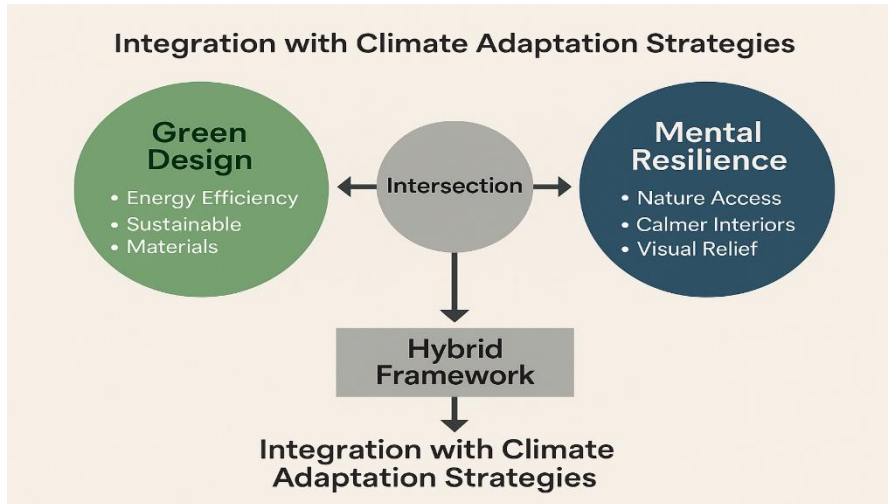 Integration with Climate Adaptation Strategies
Green
Design
• Energy Efficiency
• Sustainable
• Materials
Intersection
Mental
Resilience
• Nature Access
• Calmer Interiors
• Visual Relief
Hybrid
Framework
Integration with Climate
Adaptation Strategies